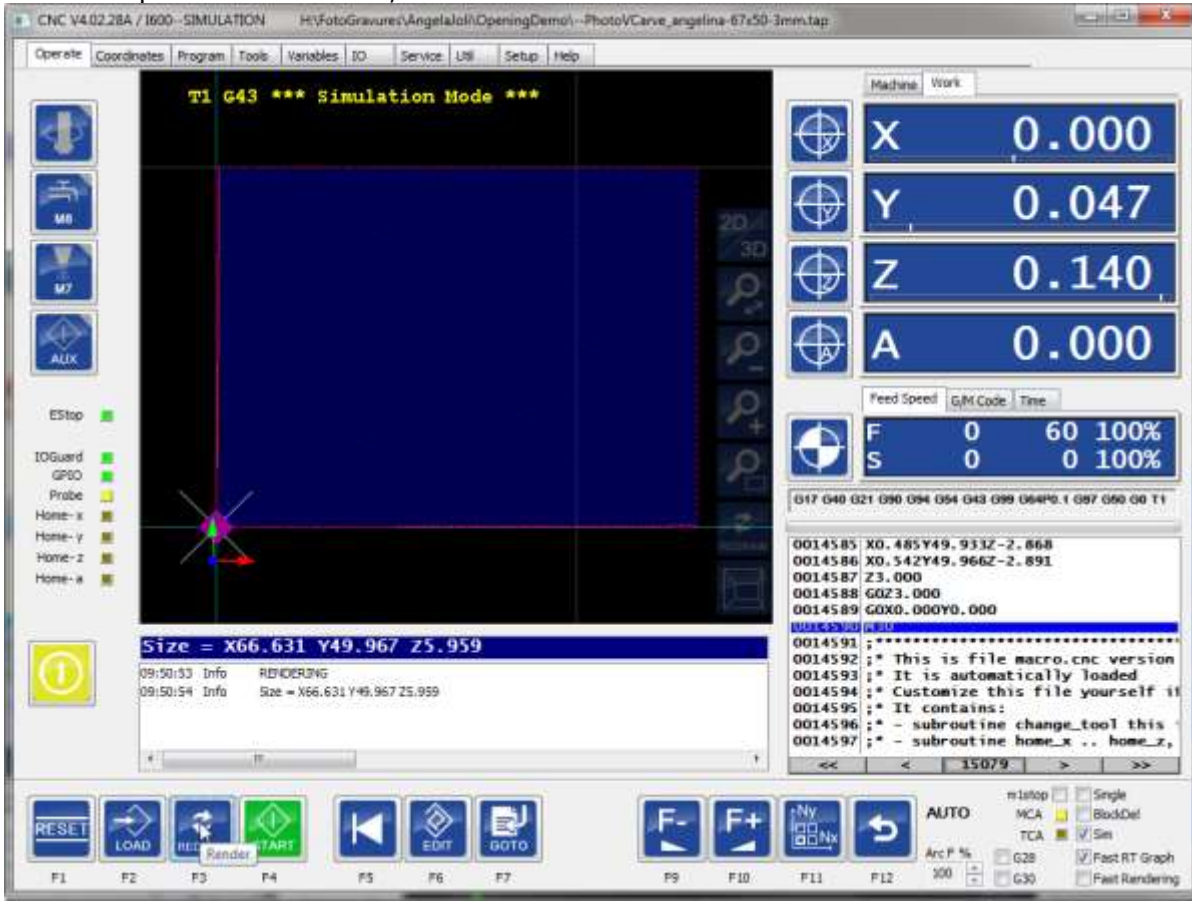 CNC V4.02.28A / I600--SIMULATION H:\FotoGravures\AngelaJoli\OpeningDemo\--PhotoVCarve_angelina-67x50-3mm.tap
Operate Coordinates Program Tools Variables IO Service Util Setup Help
T1 G43 *** Simulation Mode ***
Machine Work
X 0.000
Y 0.047
Z 0.140
A 0.000
M8
M7
AUX
2D/3D
REDRAW
EStop
IOGuard
GPIO
Probe
Home-x
Home-y
Home-z
Home-a
Feed Speed G/M Code Time
F 0 60 100%
S 0 0 100%
G17 G40 G21 G90 G94 G54 G43 G99 G64P0.1 G97 G50 G0 T1
0014585 X0.485Y49.933Z-2.868
0014586 X0.542Y49.966Z-2.891
0014587 Z3.000
0014588 G0Z3.000
0014589 G0X0.000Y0.000
0014590 M30
0014591 ;********************************
0014592 ;* This is file macro.cnc version
0014593 ;* It is automatically loaded
0014594 ;* Customize this file yourself if
0014595 ;* It contains:
0014596 ;* - subroutine change_tool this
0014597 ;* - subroutine home_x .. home_z,
<< < 15079 > >>
Size = X66.631 Y49.967 Z5.959
09:50:53 Info RENDERING
09:50:54 Info Size = X66.631 Y49.967 Z5.959
RESET LOAD START EDIT GOTO F- F+ Ny Nx
Render
F1 F2 F3 F4 F5 F6 F7 F9 F10 F11 F12
AUTO
Arc F %
100
m1stop Single
MCA BlockDel
TCA Sim
G28 Fast RT Graph
G30 Fast Rendering